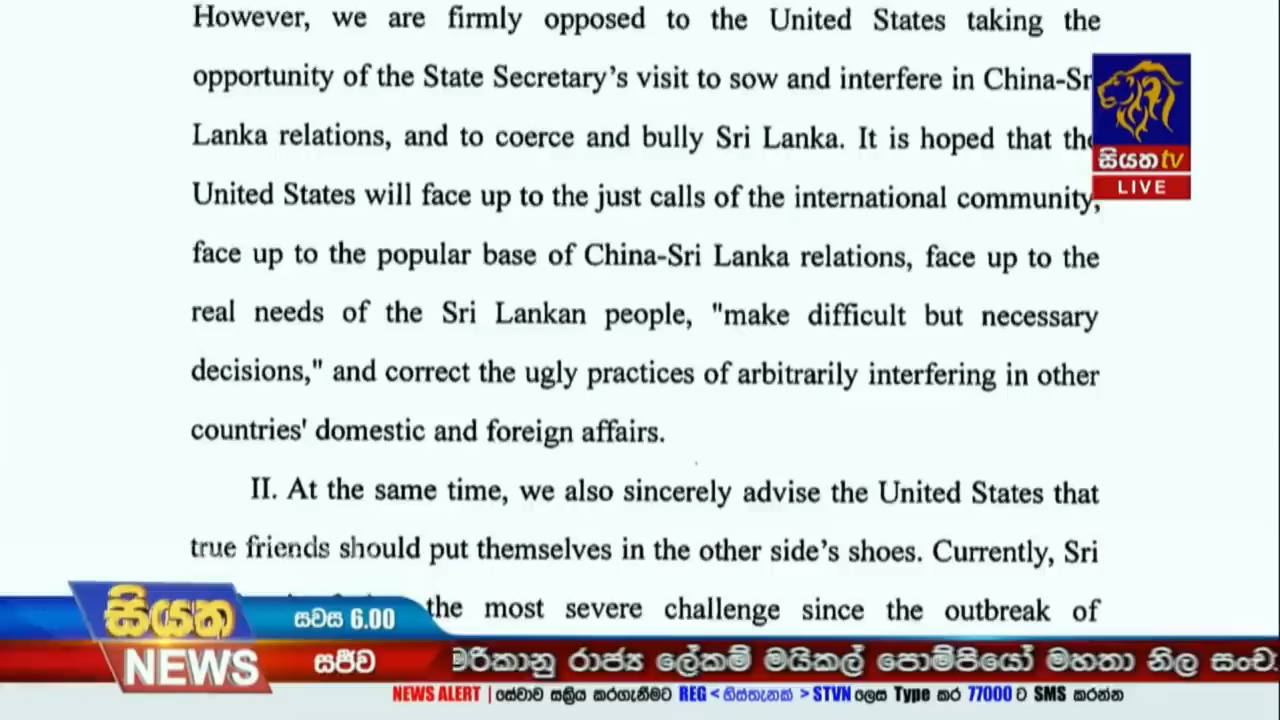 However, we are firmly opposed to the United States taking the
opportunity of the State Secretary's visit to sow and interfere in China-Sr
Lanka relations, and to coerce and bully Sri Lanka. It is hoped that the
United States will face up to the just calls of the international community,
face up to the popular base of China-Sri Lanka relations, face up to the
real needs of the Sri Lankan people, "make difficult but necessary
decisions," and correct the ugly practices of arbitrarily interfering in other
countries' domestic and foreign affairs.
II. At the same time, we also sincerely advise the United States that
true friends should put themselves in the other side's shoes. Currently, Sri
the most severe challenge since the outbreak of
සියත tv
LIVE
සියත
NEWS
සවස 6.00
සජීව
මරිකානු රාජ්‍ය ලේකම් මයිකල් පොම්පියෝ මහතා නිල සංචා
NEWS ALERT | සේවාව සක්‍රිය කරගැනීමට REG < හිස්තැනක් > STVN ලෙස Type කර 77000 ට SMS කරන්න